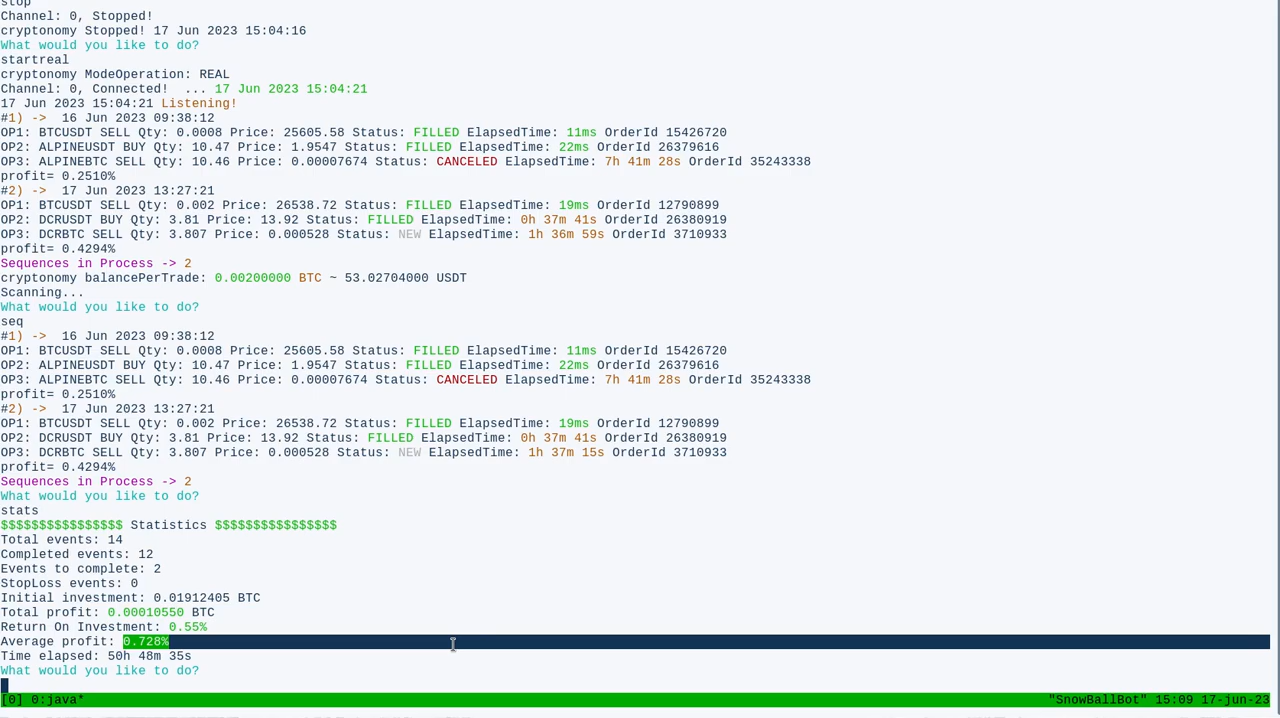 stop
Channel: 0, Stopped!
cryptonomy Stopped! 17 Jun 2023 15:04:16
What would you like to do?
startreal
cryptonomy ModeOperation: REAL
Channel: 0, Connected!  ... 17 Jun 2023 15:04:21
17 Jun 2023 15:04:21 Listening!
#1) ->  16 Jun 2023 09:38:12
OP1: BTCUSDT SELL Qty: 0.0008 Price: 25605.58 Status: FILLED ElapsedTime: 11ms OrderId 15426720
OP2: ALPINEUSDT BUY Qty: 10.47 Price: 1.9547 Status: FILLED ElapsedTime: 22ms OrderId 26379616
OP3: ALPINEBTC SELL Qty: 10.46 Price: 0.00007674 Status: CANCELED ElapsedTime: 7h 41m 28s OrderId 35243338
profit= 0.2510%
#2) ->  17 Jun 2023 13:27:21
OP1: BTCUSDT SELL Qty: 0.002 Price: 26538.72 Status: FILLED ElapsedTime: 19ms OrderId 12790899
OP2: DCRUSDT BUY Qty: 3.81 Price: 13.92 Status: FILLED ElapsedTime: 0h 37m 41s OrderId 26380919
OP3: DCRBTC SELL Qty: 3.807 Price: 0.000528 Status: NEW ElapsedTime: 1h 36m 59s OrderId 3710933
profit= 0.4294%
Sequences in Process -> 2
cryptonomy balancePerTrade: 0.00200000 BTC ~ 53.02704000 USDT
Scanning...
What would you like to do?
seq
#1) ->  16 Jun 2023 09:38:12
OP1: BTCUSDT SELL Qty: 0.0008 Price: 25605.58 Status: FILLED ElapsedTime: 11ms OrderId 15426720
OP2: ALPINEUSDT BUY Qty: 10.47 Price: 1.9547 Status: FILLED ElapsedTime: 22ms OrderId 26379616
OP3: ALPINEBTC SELL Qty: 10.46 Price: 0.00007674 Status: CANCELED ElapsedTime: 7h 41m 28s OrderId 35243338
profit= 0.2510%
#2) ->  17 Jun 2023 13:27:21
OP1: BTCUSDT SELL Qty: 0.002 Price: 26538.72 Status: FILLED ElapsedTime: 19ms OrderId 12790899
OP2: DCRUSDT BUY Qty: 3.81 Price: 13.92 Status: FILLED ElapsedTime: 0h 37m 41s OrderId 26380919
OP3: DCRBTC SELL Qty: 3.807 Price: 0.000528 Status: NEW ElapsedTime: 1h 37m 15s OrderId 3710933
profit= 0.4294%
Sequences in Process -> 2
What would you like to do?
stats
$$$$$$$$$$$$$$$$ Statistics $$$$$$$$$$$$$$$$
Total events: 14
Completed events: 12
Events to complete: 2
StopLoss events: 0
Initial investment: 0.01912405 BTC
Total profit: 0.00010550 BTC
Return On Investment: 0.55%
Average profit: 0.728%
Time elapsed: 50h 48m 35s
What would you like to do?
[0] 0:java* "SnowBallBot" 15:09 17-jun-23